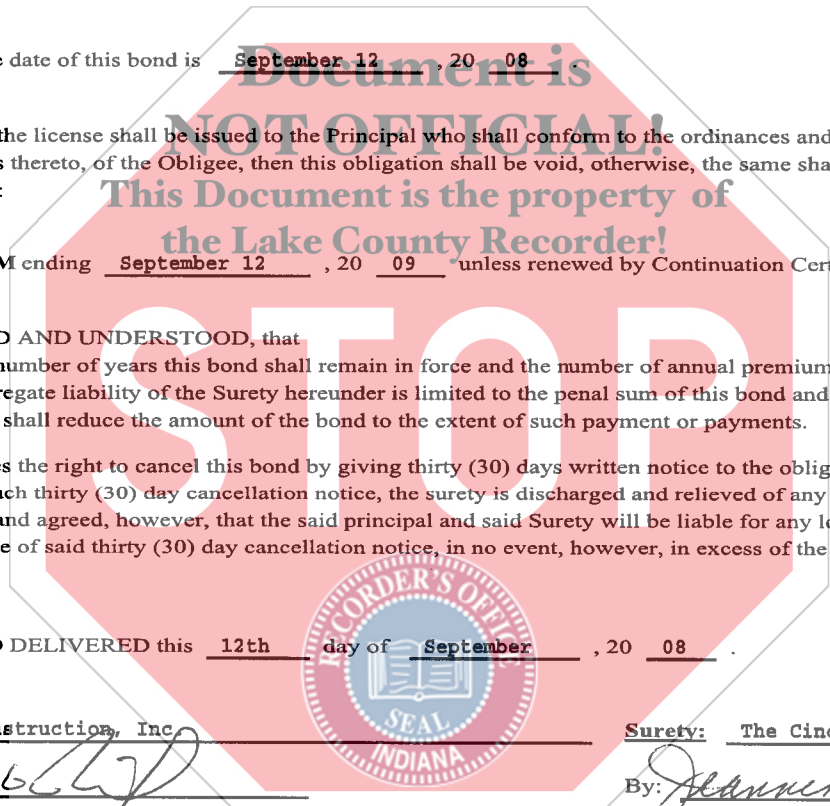 date of this bond is September 12 , 20 08 .
Document is
the license shall be issued to the Principal who shall conform to the ordinances and
NOT OFFICIAL!
thereto, of the Obligee, then this obligation shall be void, otherwise, the same
This Document is the property of
the Lake County Recorder!
ending September 12 , 20 09 unless renewed by Continuation
AND UNDERSTOOD, that
number of years this bond shall remain in force and the number of annual premium
liability of the Surety hereunder is limited to the penal sum of this bond and
shall reduce the amount of the bond to the extent of such payment or payments.
the right to cancel this bond by giving thirty (30) days written notice to the
thirty (30) day cancellation notice, the surety is discharged and relieved of any
and agreed, however, that the said principal and said Surety will be liable for any
of said thirty (30) day cancellation notice, in no event, however, in excess of the
STOP
DELIVERED this 12th day of September , 20 08 .
RECORDER'S OFFICE
SEAL
INDIANA
struction, Inc.
Surety: The Cinc
By: